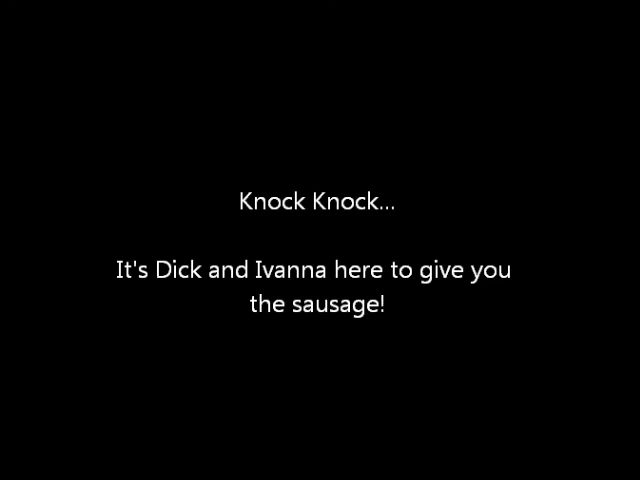 Knock Knock...
It's Dick and Ivanna here to give you
the sausage!